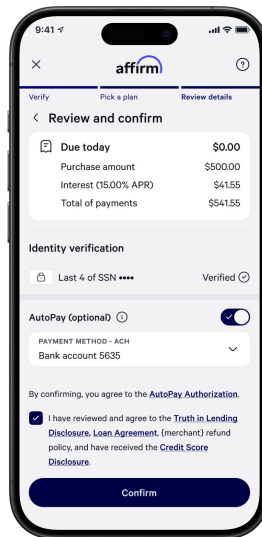 9:41
affirm
Verify Pick a plan Review details
Review and confirm
Due today $0.00
Purchase amount $500.00
Interest (15.00% APR) $41.55
Total of payments $541.55
Identity verification
Last 4 of SSN •••• Verified
AutoPay (optional)
PAYMENT METHOD - ACH
Bank account 5635
By confirming, you agree to the AutoPay Authorization.
I have reviewed and agree to the Truth in Lending
Disclosure, Loan Agreement, {merchant} refund
policy, and have received the Credit Score
Disclosure.
Confirm